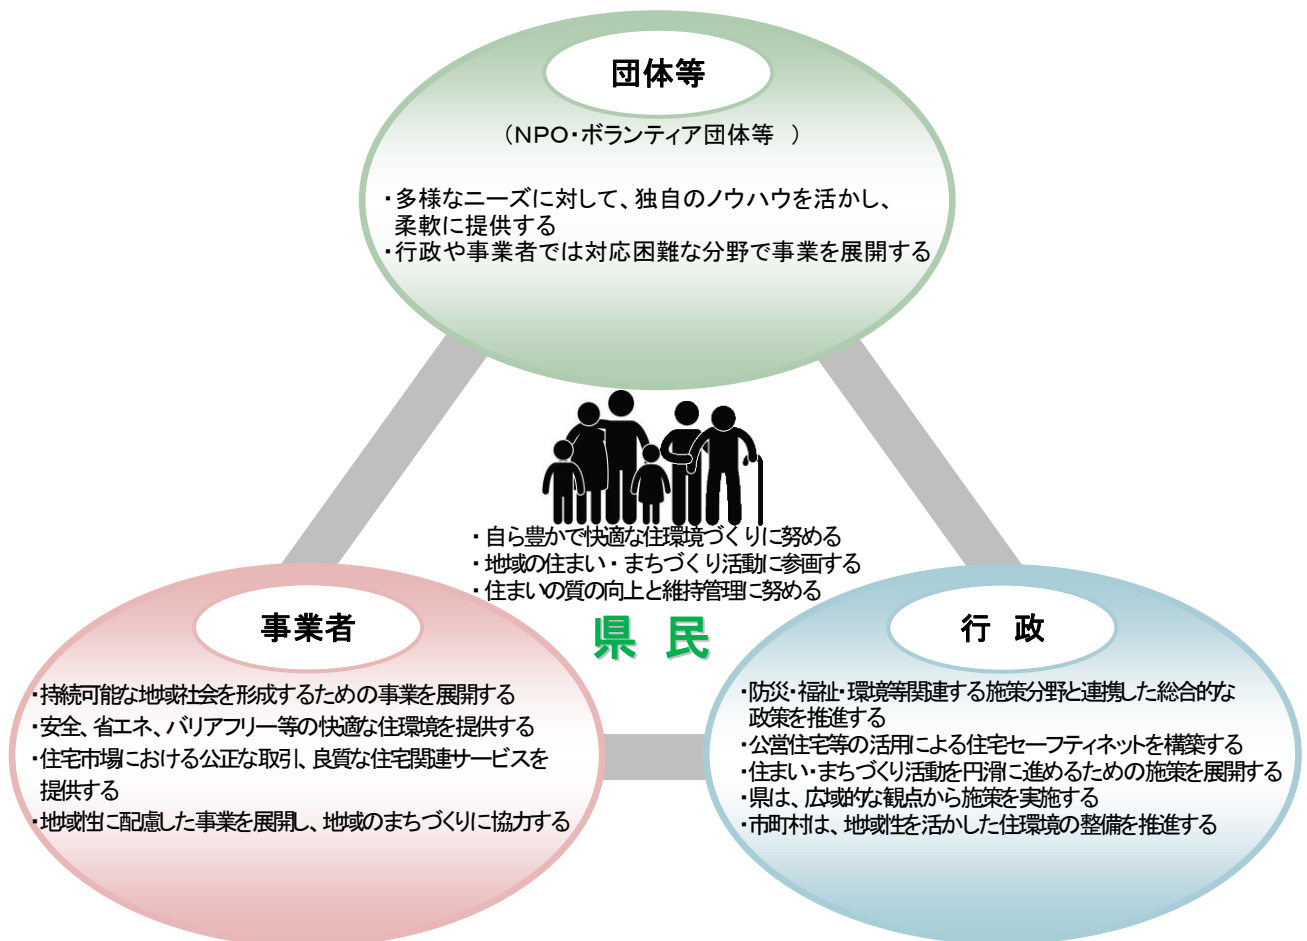 団体等
（NPO・ボランティア団体等　）
・多様なニーズに対して、独自のノウハウを活かし、
柔軟に提供する
・行政や事業者では対応困難な分野で事業を展開する
・自ら豊かで快適な住環境づくりに努める
・地域の住まい・まちづくり活動に参画する
・住まいの質の向上と維持管理に努める
県 民
事業者
・持続可能な地域社会を形成するための事業を展開する
・安全、省エネ、バリアフリー等の快適な住環境を提供する
・住宅市場における公正な取引、良質な住宅関連サービスを
提供する
・地域性に配慮した事業を展開し、地域のまちづくりに協力する
行 政
・防災・福祉・環境等関連する施策分野と連携した総合的な
政策を推進する
・公営住宅等の活用による住宅セーフティネットを構築する
・住まい・まちづくり活動を円滑に進めるための施策を展開する
・県は、広域的な観点から施策を実施する
・市町村は、地域性を活かした住環境の整備を推進する